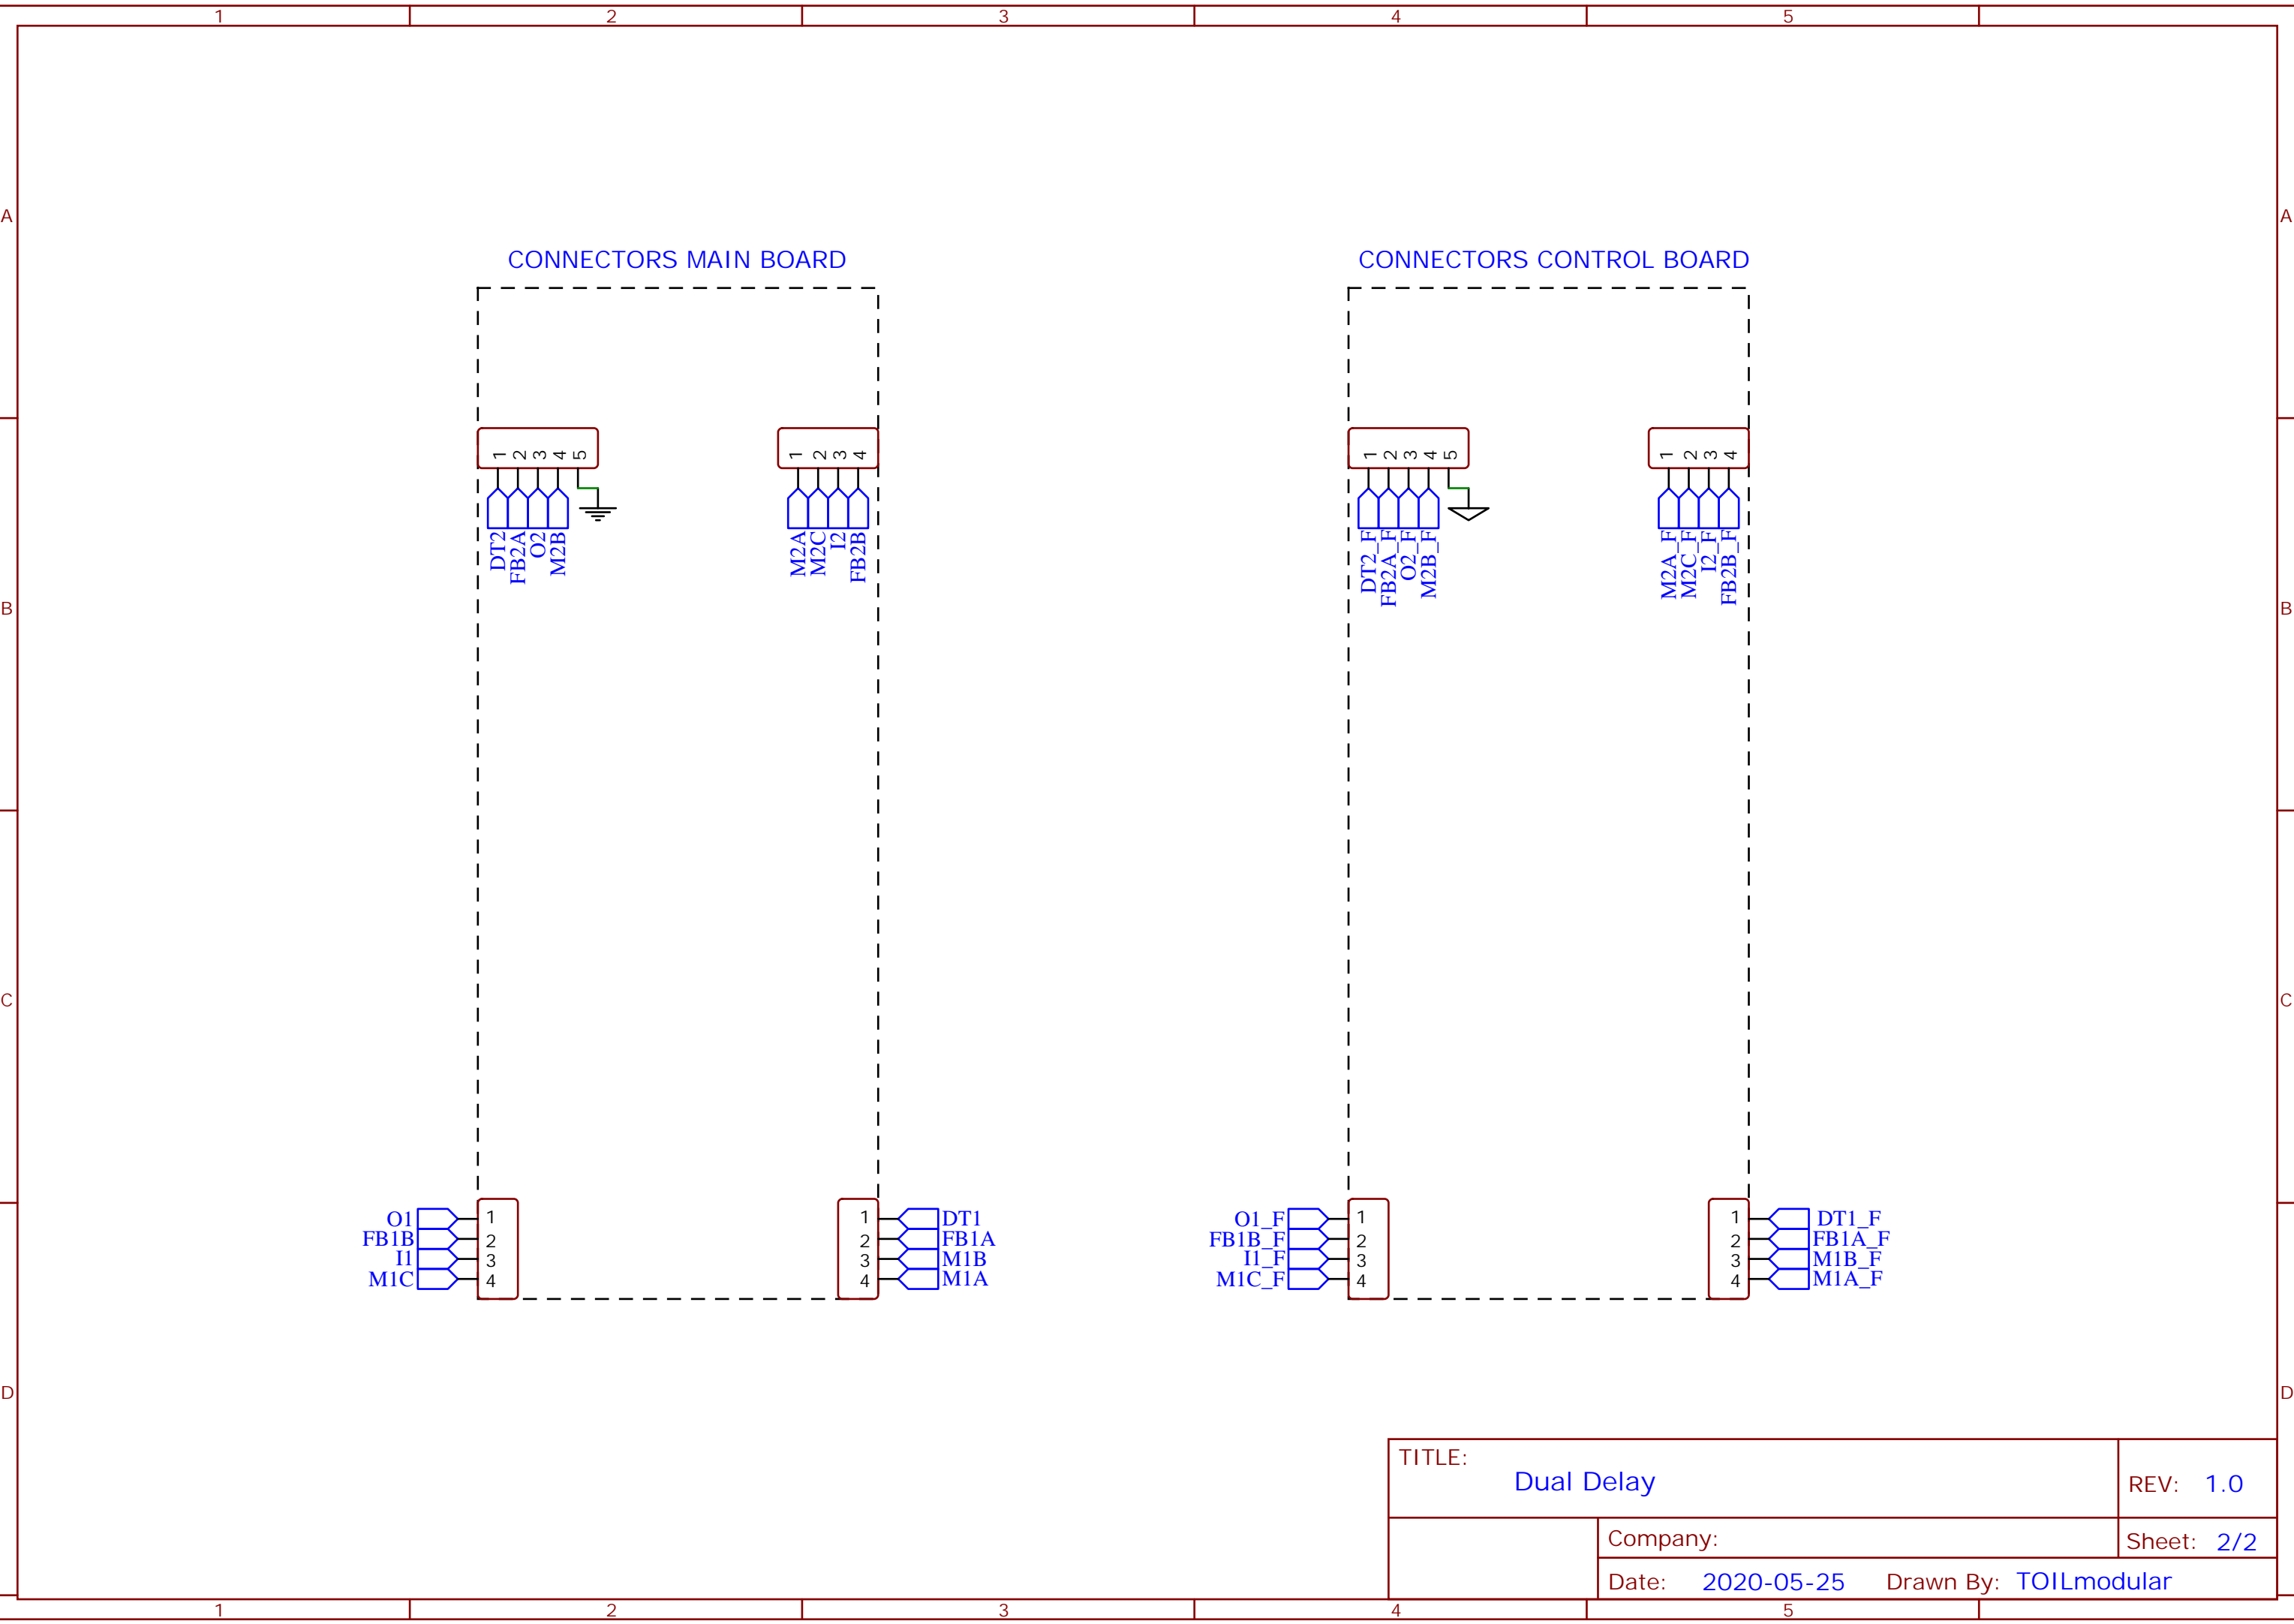 1 2 3 4 5
A A
CONNECTORS MAIN BOARD CONNECTORS CONTROL BOARD
1 2 3 4 5 1 2 3 4 1 2 3 4 5 1 2 3 4
DT2 FB2A O2 M2B M2A M2C I2 FB2B DT2_F FB2A_F O2_F M2B_F M2A_F M2C_F I2_F FB2B_F
B B
C C
O1 1 1 DT1 O1_F 1 1 DT1_F
FB1B 2 2 FB1A FB1B_F 2 2 FB1A_F
I1 3 3 M1B I1_F 3 3 M1B_F
M1C 4 4 M1A M1C_F 4 4 M1A_F
D D
TITLE:
Dual Delay REV: 1.0
Company: Sheet: 2/2
Date: 2020-05-25 Drawn By: TOILmodular
1 2 3 4 5